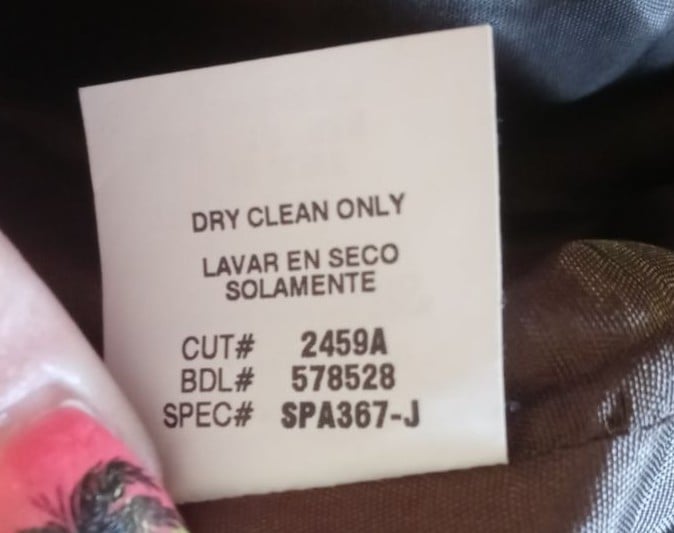 DRY CLEAN ONLY
LAVAR EN SECO
SOLAMENTE
CUT# 2459A
BDL# 578528
SPEC# SPA367-J